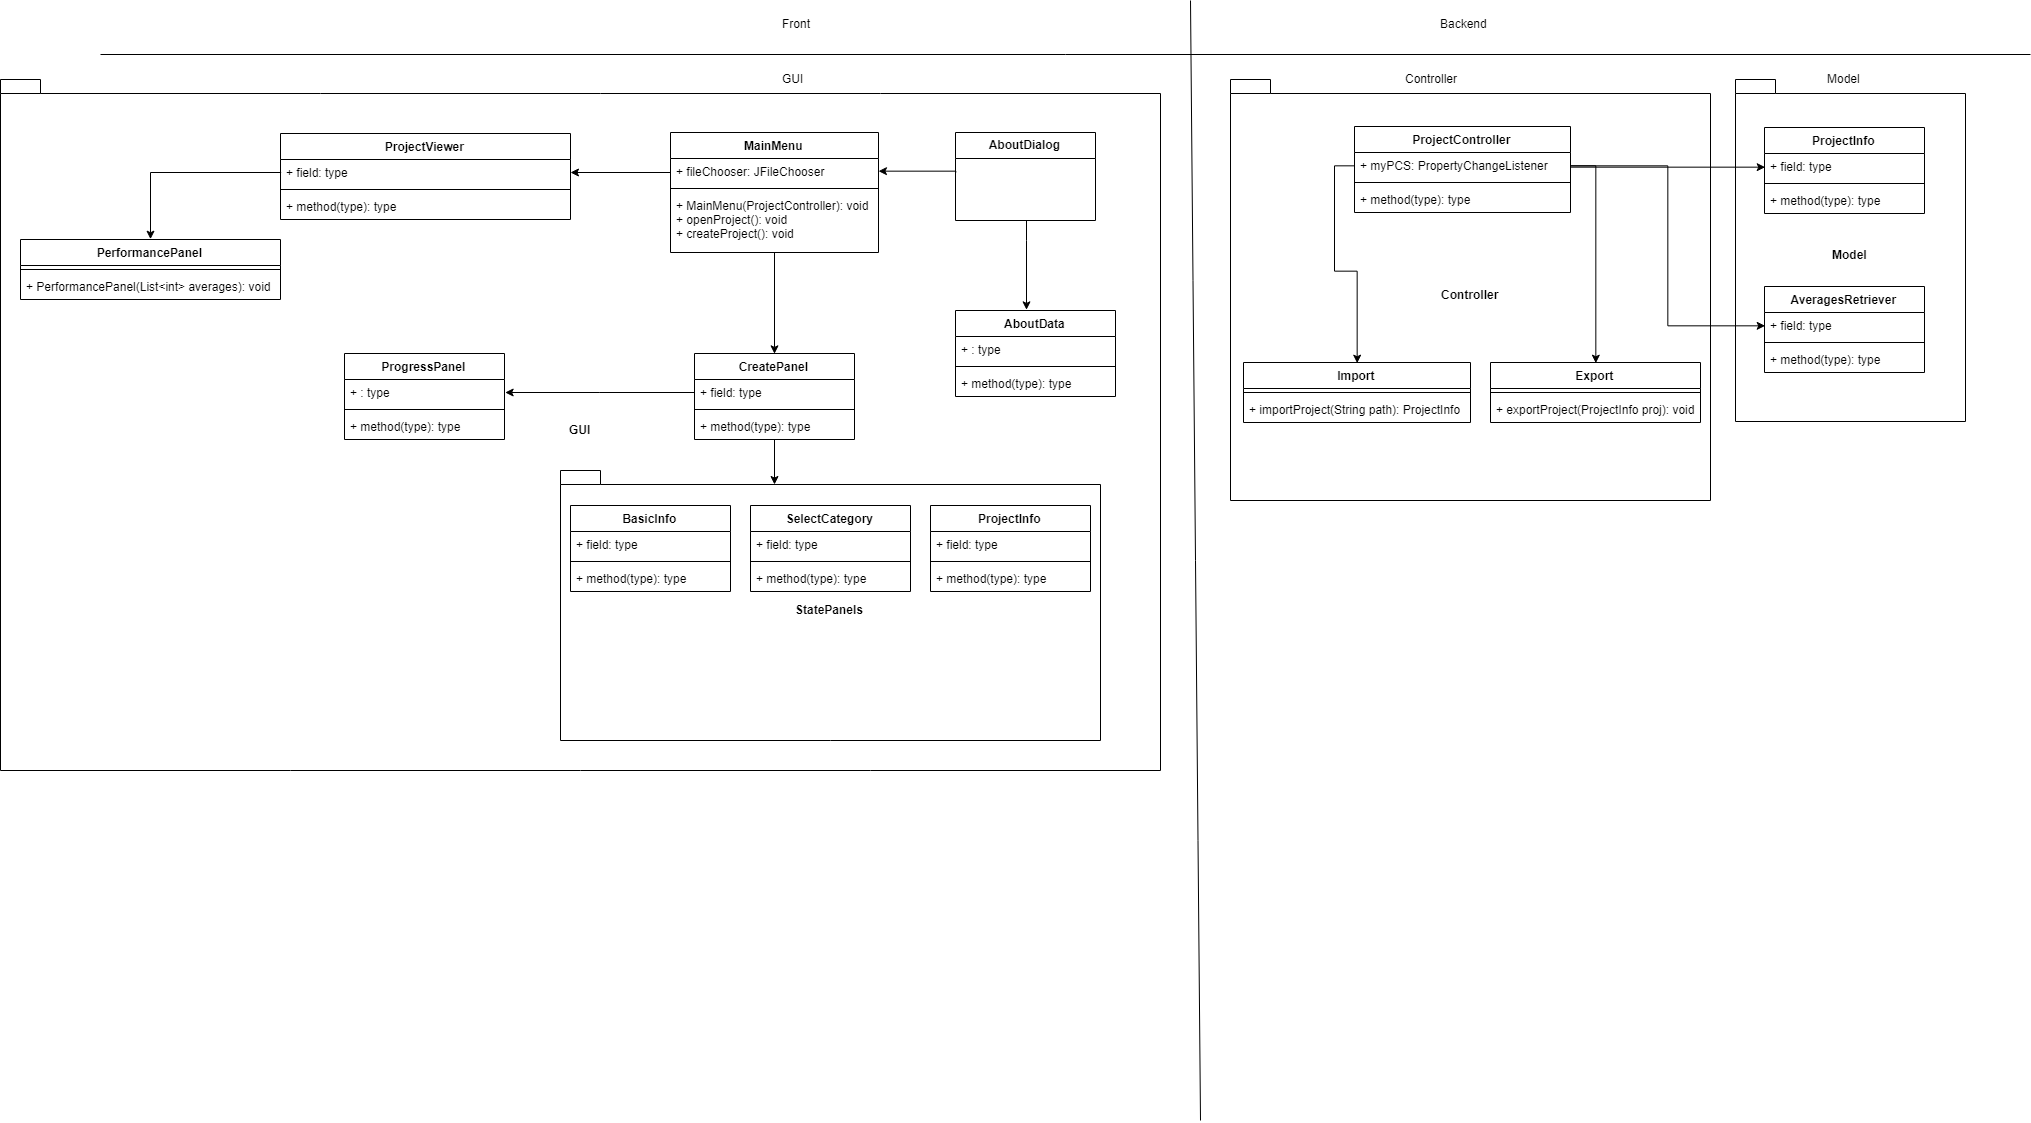 Front
Backend
GUI
Controller
Model
ProjectViewer
+ field: type
+ method(type): type
MainMenu
+ fileChooser: JFileChooser
+ MainMenu(ProjectController): void
+ openProject(): void
+ createProject(): void
AboutDialog
PerformancePanel
+ PerformancePanel(List<int> averages): void
AboutData
+ : type
+ method(type): type
ProgressPanel
+ : type
+ method(type): type
CreatePanel
+ field: type
+ method(type): type
GUI
BasicInfo
+ field: type
+ method(type): type
SelectCategory
+ field: type
+ method(type): type
ProjectInfo
+ field: type
+ method(type): type
StatePanels
ProjectController
+ myPCS: PropertyChangeListener
+ method(type): type
Controller
Import
+ importProject(String path): ProjectInfo
Export
+ exportProject(ProjectInfo proj): void
ProjectInfo
+ field: type
+ method(type): type
Model
AveragesRetriever
+ field: type
+ method(type): type